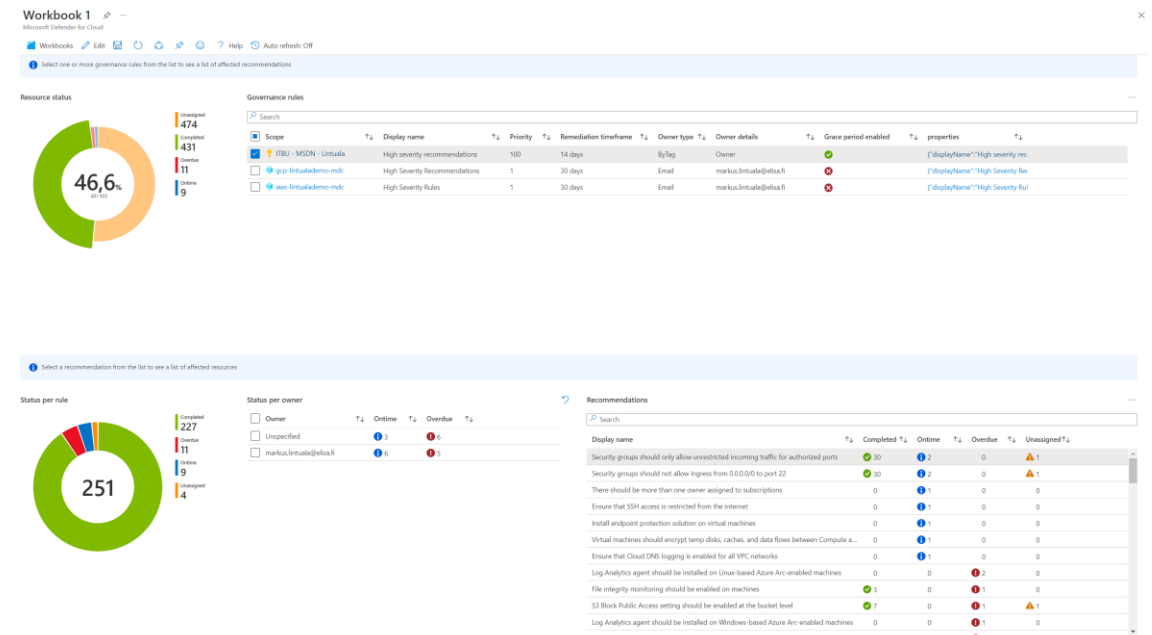 Workbook 1 ...
Microsoft Defender for Cloud
Workbooks Edit ? Help Auto refresh: Off
Select one or more governance rules from the list to see a list of affected recommendations
Resource status
46,6%
431/925
Unassigned
474
Completed
431
Overdue
11
Ontime
9
Governance rules ...
Search
Scope Display name Priority Remediation timeframe Owner type Owner details Grace period enabled properties
ITBU - MSDN - Lintuala High severity recommendations 100 14 days ByTag Owner {"displayName":"High severity rec
gcp-lintualademo-mdc High Severity Recommendations 1 30 days Email markus.lintuala@elisa.fi {"displayName":"High Severity Rec
aws-lintualademo-mdc High Severity Rules 1 30 days Email markus.lintuala@elisa.fi {"displayName":"High Severity Rul
Select a recommendation from the list to see a list of affected resources
Status per rule
251
Completed
227
Overdue
11
Ontime
9
Unassigned
4
Status per owner
Owner Ontime Overdue
Unspecified 3 6
markus.lintuala@elisa.fi 6 5
Recommendations ...
Search
Display name Completed Ontime Overdue Unassigned
Security groups should only allow unrestricted incoming traffic for authorized ports 30 2 0 1
Security groups should not allow ingress from 0.0.0.0/0 to port 22 30 2 0 1
There should be more than one owner assigned to subscriptions 0 1 0 0
Ensure that SSH access is restricted from the internet 0 1 0 0
Install endpoint protection solution on virtual machines 0 1 0 0
Virtual machines should encrypt temp disks, caches, and data flows between Compute a... 0 1 0 0
Ensure that Cloud DNS logging is enabled for all VPC networks 0 1 0 0
Log Analytics agent should be installed on Linux-based Azure Arc-enabled machines 0 0 2 0
File integrity monitoring should be enabled on machines 3 0 1 0
S3 Block Public Access setting should be enabled at the bucket level 7 0 1 1
Log Analytics agent should be installed on Windows-based Azure Arc-enabled machines 0 0 1 0